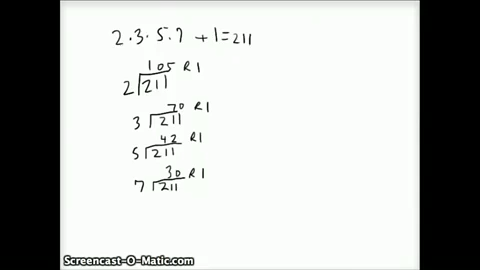 2·3·5·7 +1=211
105 R1
2 211
70 R1
3 211
42 R1
5 211
30 R1
7 211
Screencast-O-Matic.com